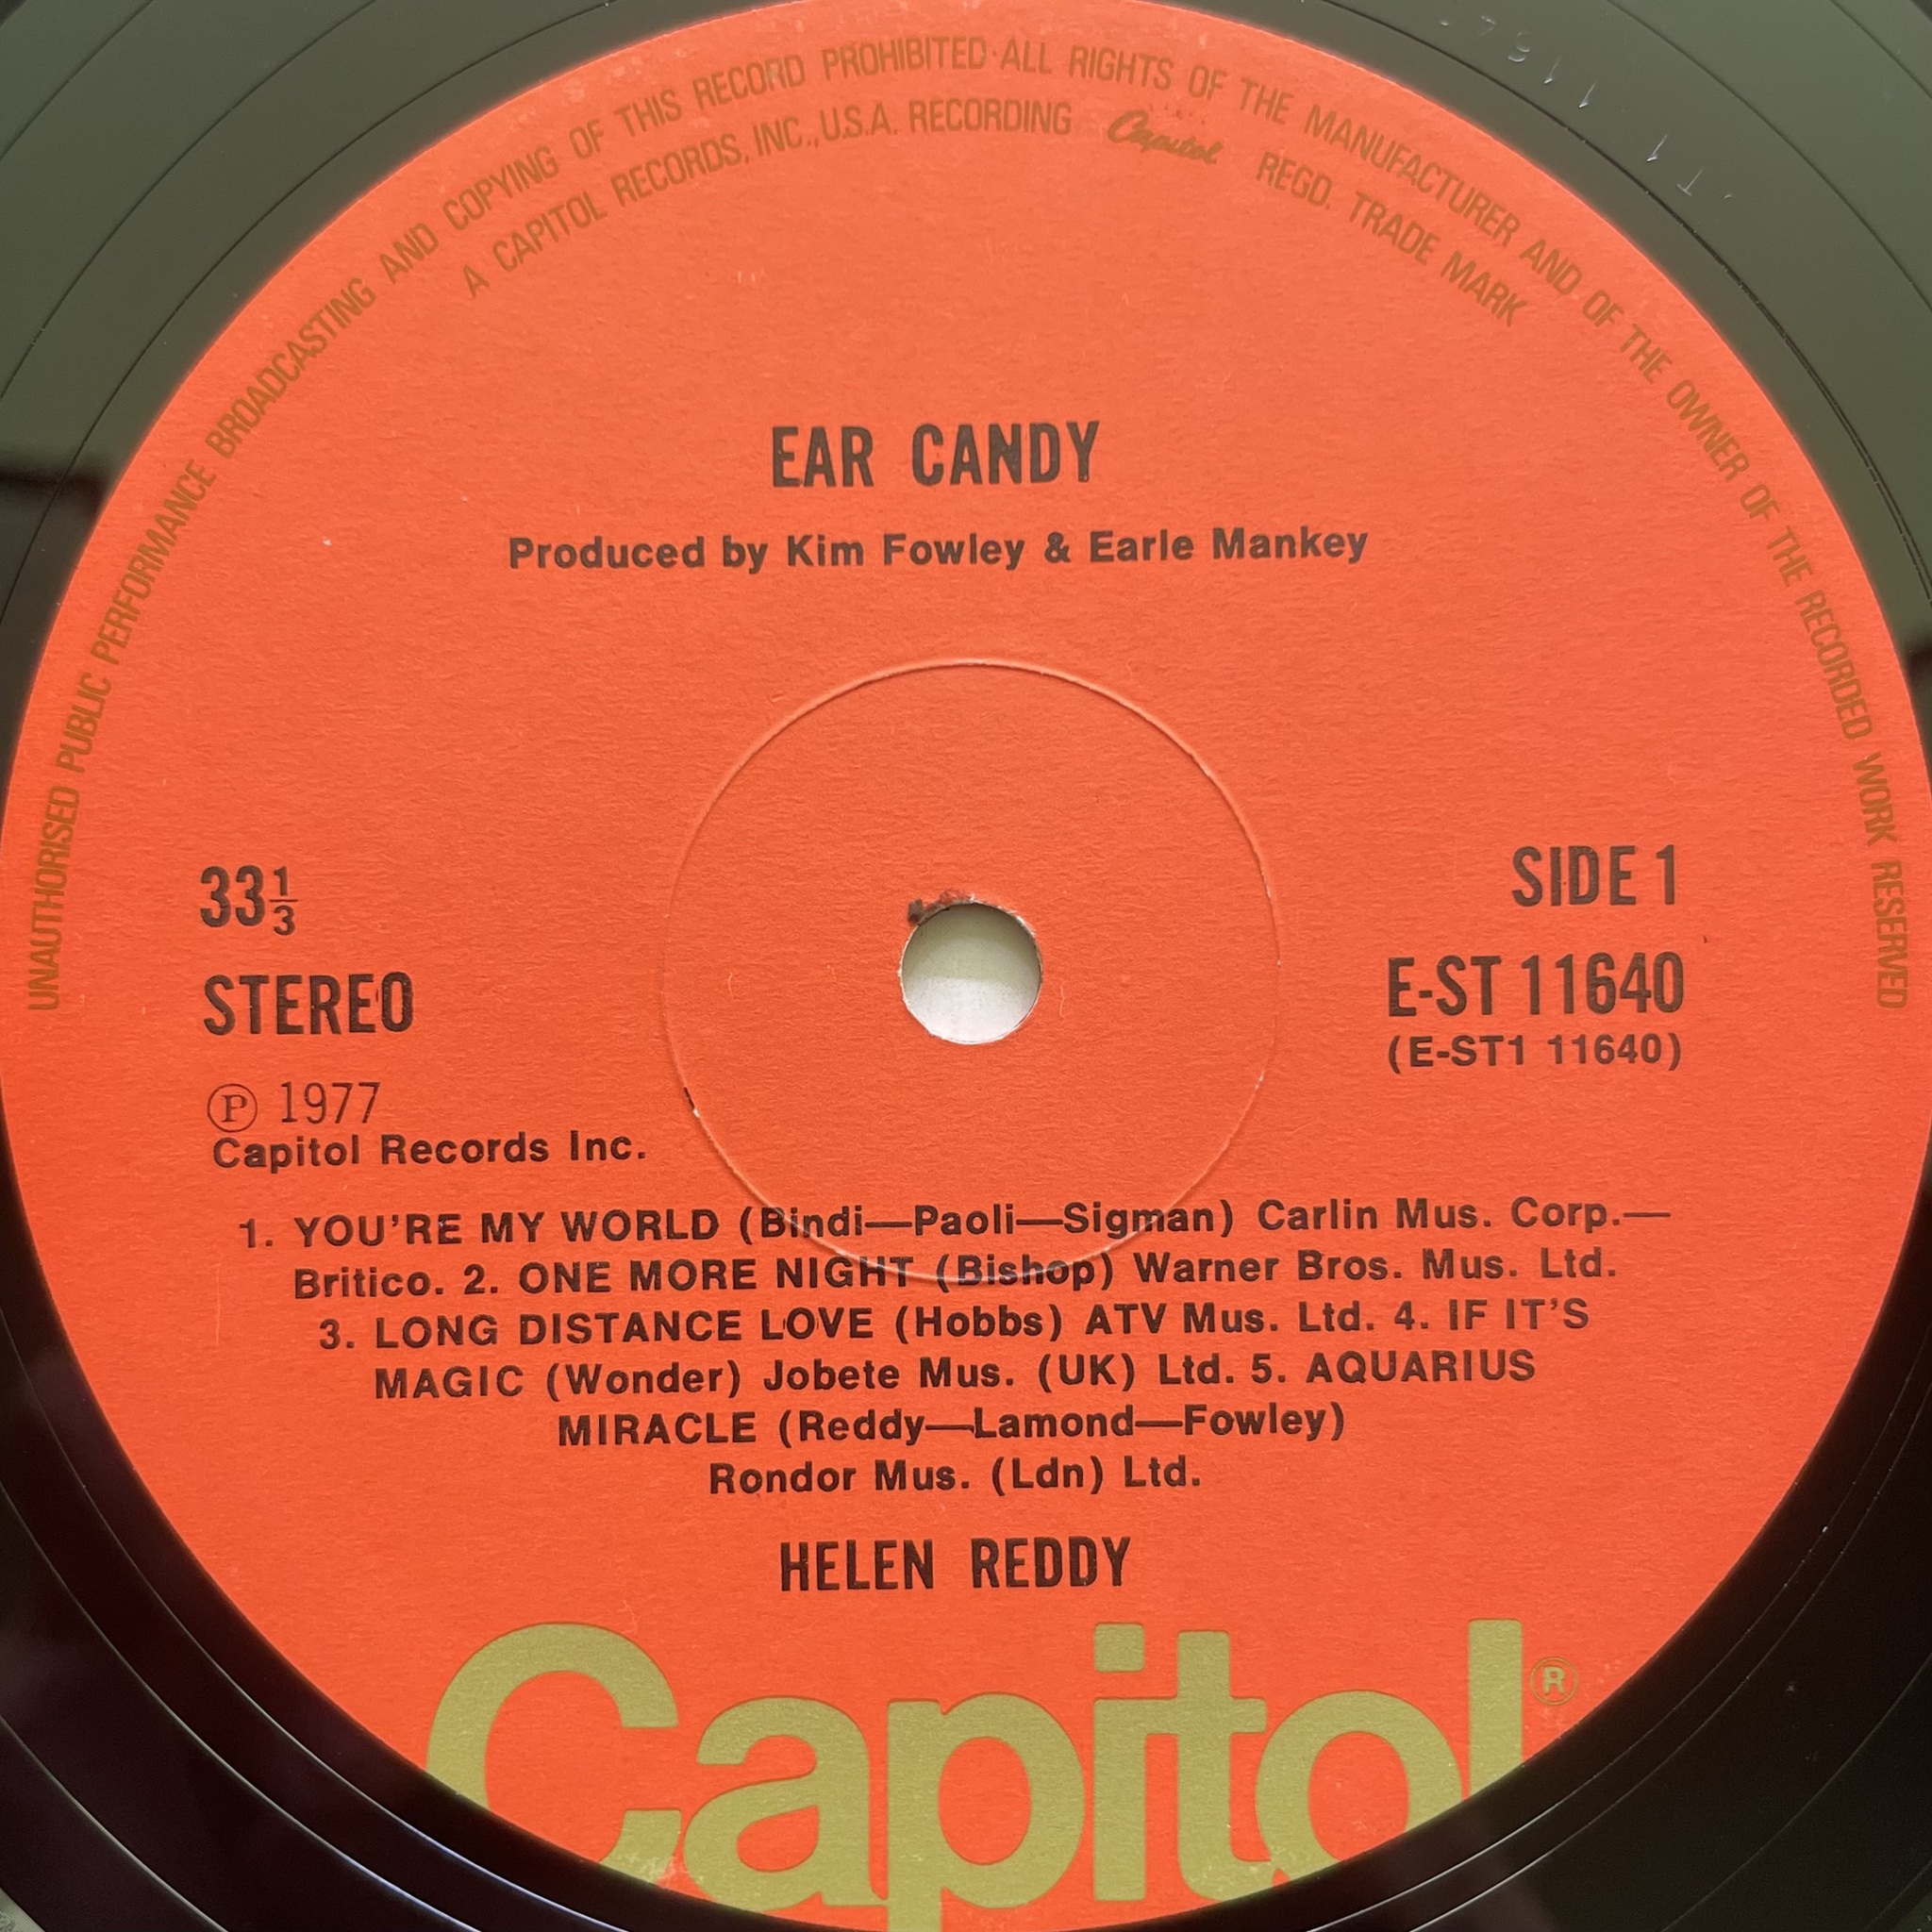 UNAUTHORISED PUBLIC PERFORMANCE BROADCASTING AND COPYING OF THIS RECORD PROHIBITED·ALL RIGHTS OF THE MANUFACTURER AND OF THE OWNER OF THE RECORDED WORK RESERVED
A CAPITOL RECORDS, INC., U.S.A. RECORDING Capitol REGD. TRADE MARK
EAR CANDY
Produced by Kim Fowley & Earle Mankey
33⅓
SIDE 1
STEREO
E-ST 11640
(E-ST1 11640)
Ⓟ 1977
Capitol Records Inc.
1. YOU'RE MY WORLD (Bindi—Paoli—Sigman) Carlin Mus. Corp.—
Britico. 2. ONE MORE NIGHT (Bishop) Warner Bros. Mus. Ltd.
3. LONG DISTANCE LOVE (Hobbs) ATV Mus. Ltd. 4. IF IT'S
MAGIC (Wonder) Jobete Mus. (UK) Ltd. 5. AQUARIUS
MIRACLE (Reddy—Lamond—Fowley)
Rondor Mus. (Ldn) Ltd.
HELEN REDDY
Capitol®